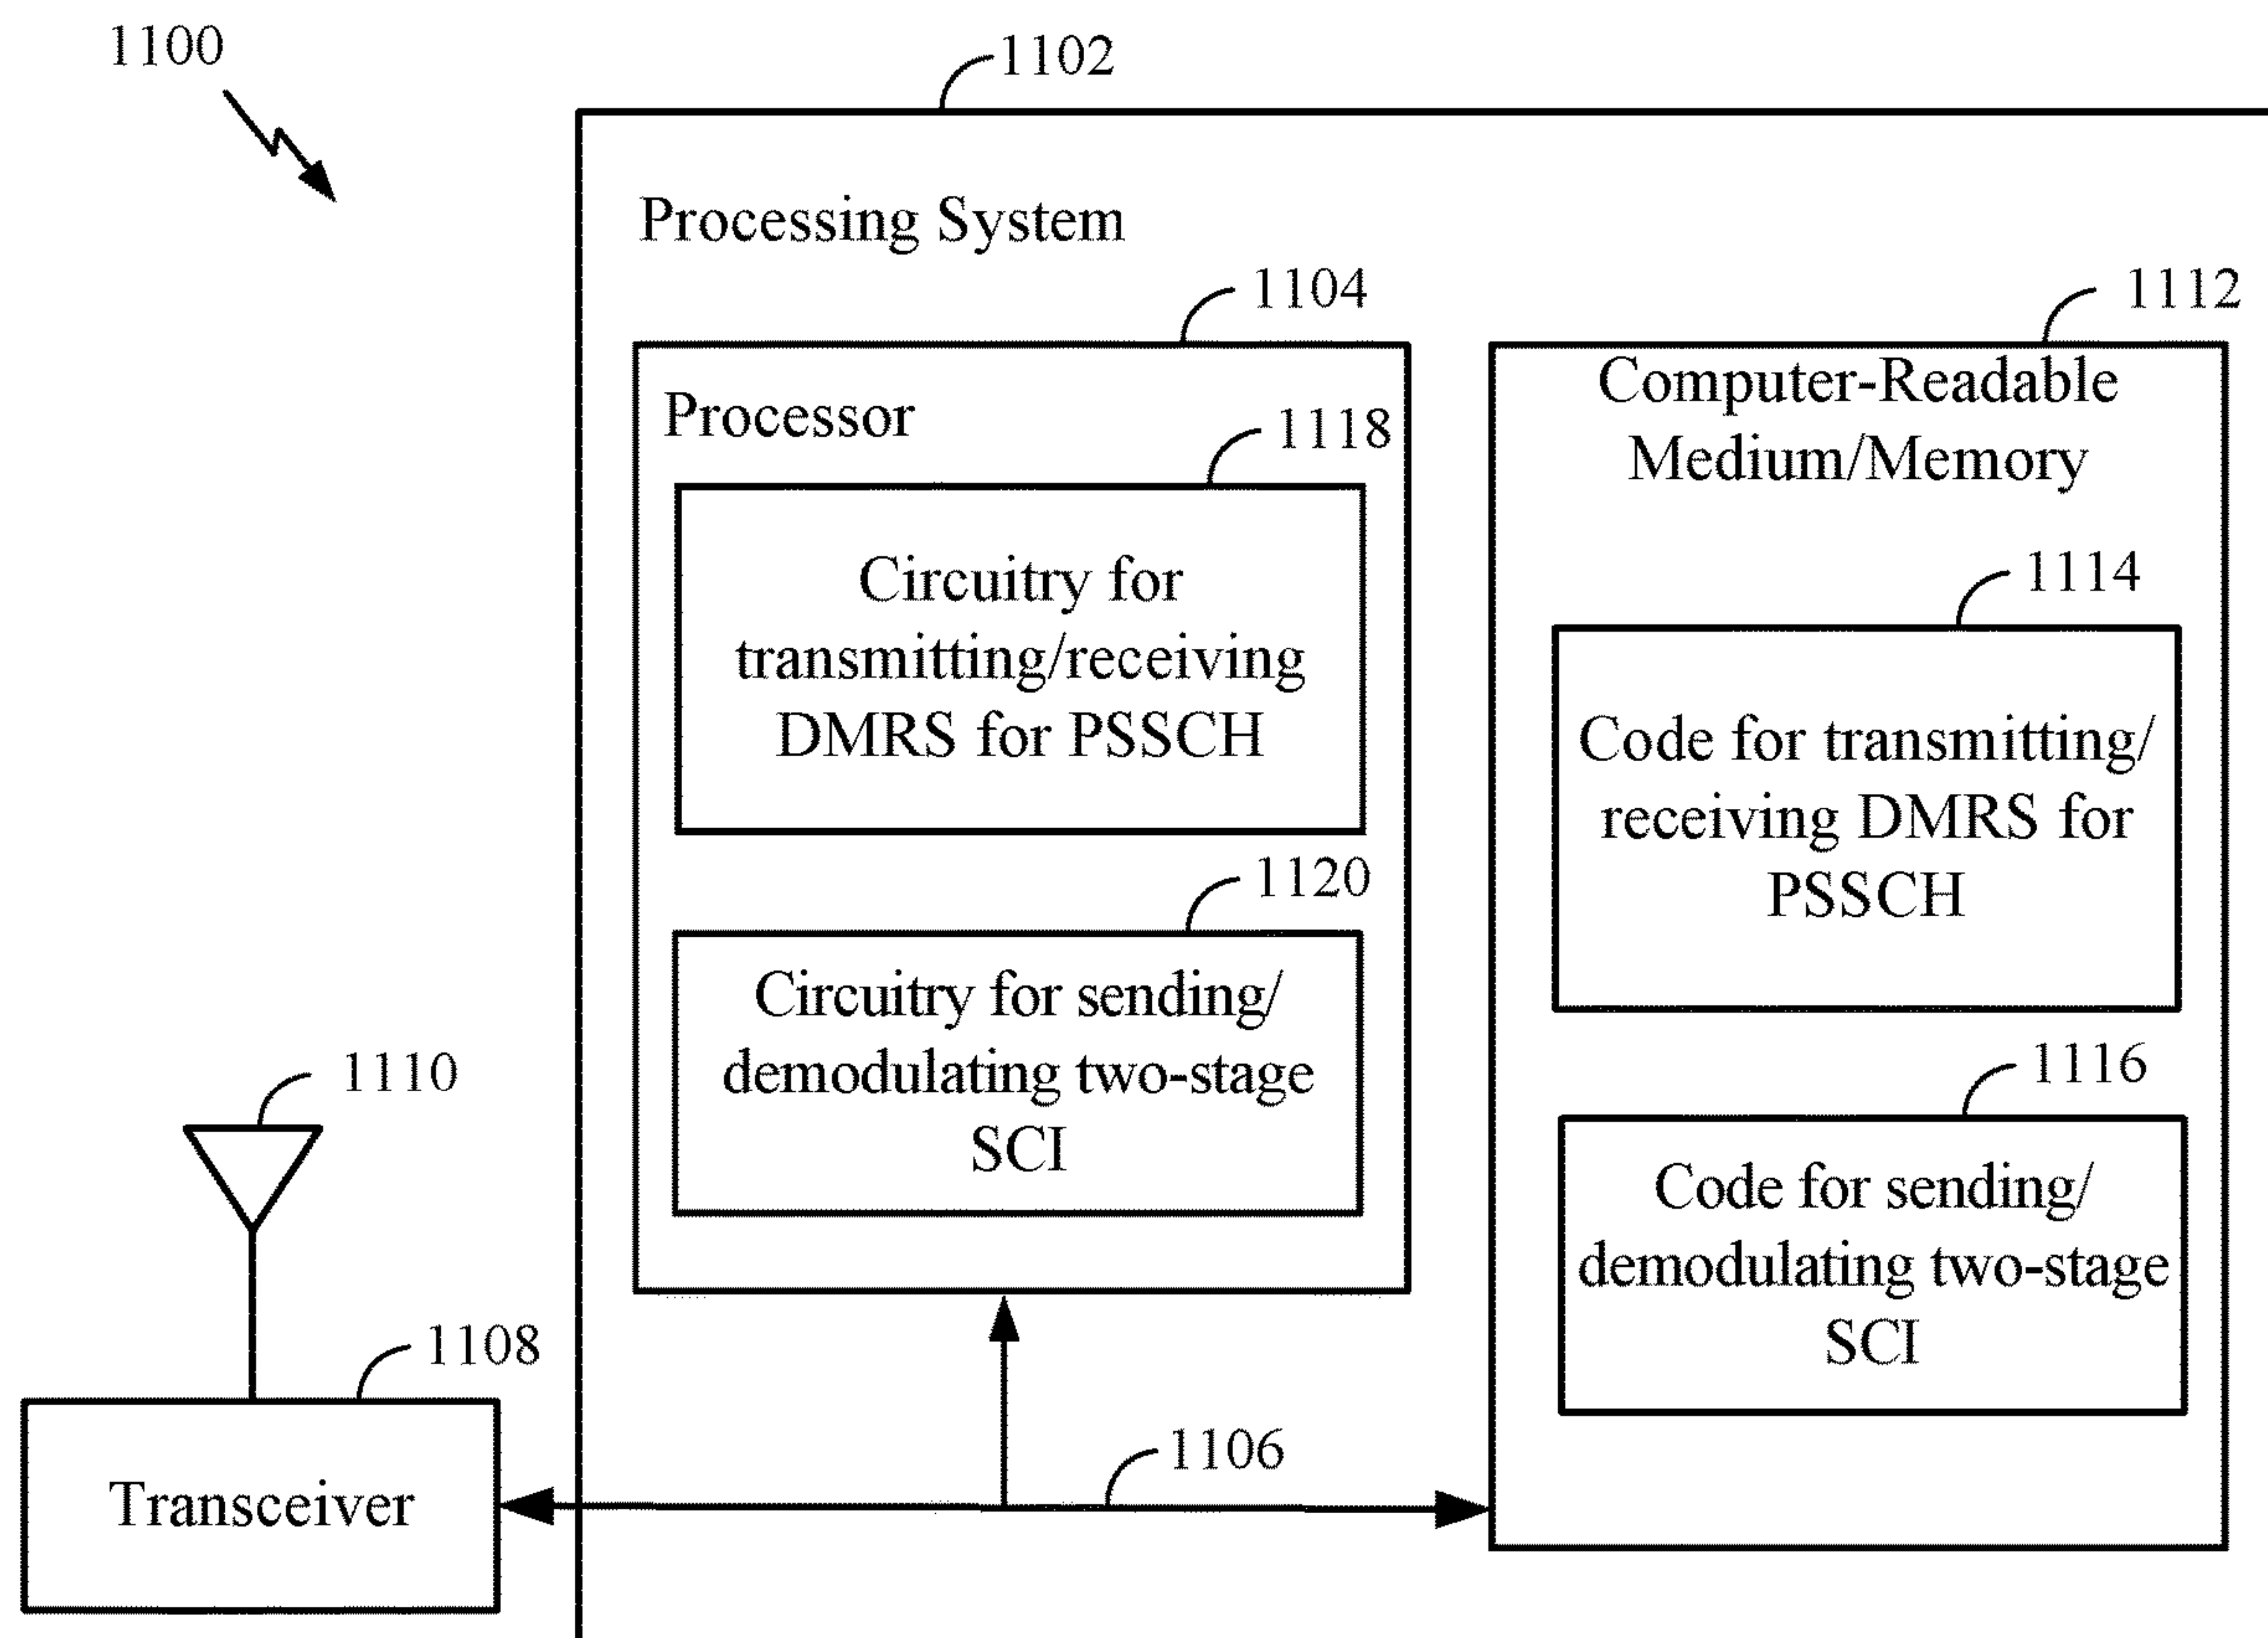 1100
1102
Processing System
1104
1112
Processor
1118
Circuitry for
transmitting/receiving
DMRS for PSSCH
1120
Circuitry for sending/
demodulating two-stage
SCI
Computer-Readable
Medium/Memory
1114
Code for transmitting/
receiving DMRS for
PSSCH
1116
Code for sending/
demodulating two-stage
SCI
1110
1108
Transceiver
1106